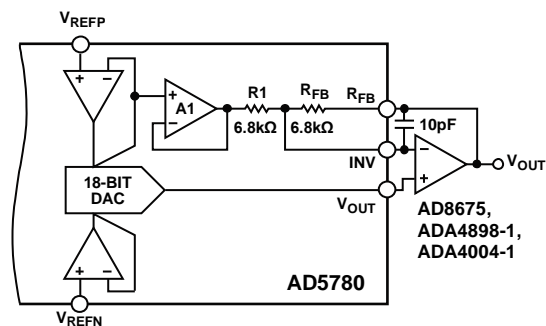 VREFP
+
−
A1
+
−
R1
6.8kΩ
RFB
6.8kΩ
RFB
10pF
INV
−
+
VOUT
VOUT
18-BIT
DAC
AD8675,
ADA4898-1,
ADA4004-1
+
−
AD5780
VREFN